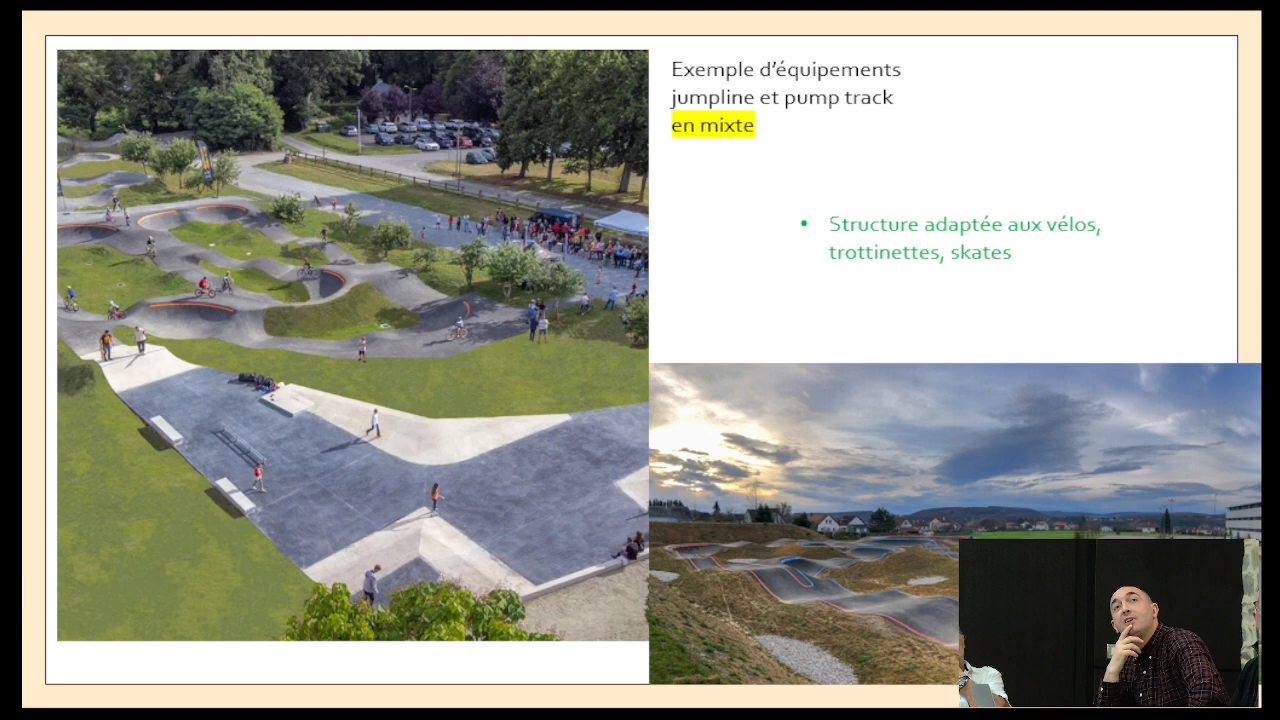 Exemple d’équipements
jumpline et pump track
en mixte
• Structure adaptée aux vélos,
trottinettes, skates